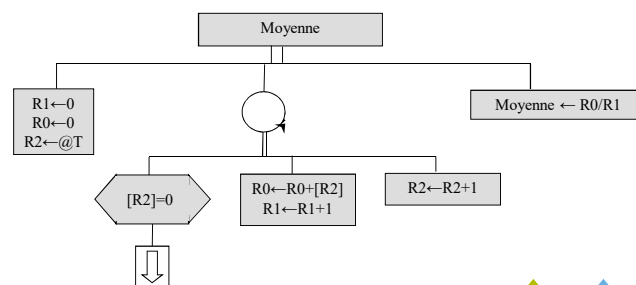 Moyenne
R1←0
R0←0
R2←@T
Moyenne ← R0/R1
[R2]=0
R0←R0+[R2]
R1←R1+1
R2←R2+1